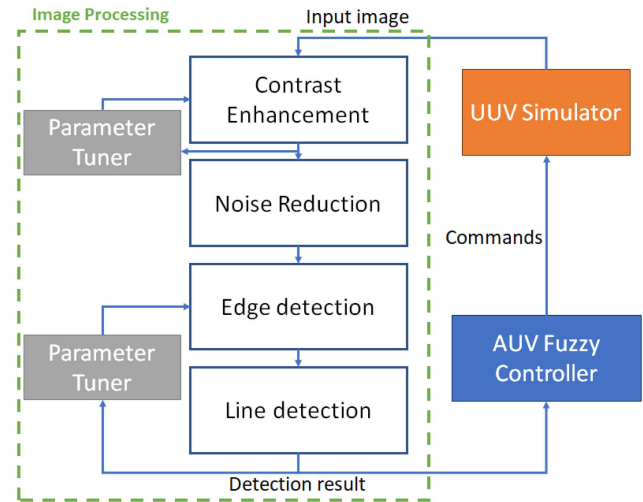 Image Processing
Input image
Contrast
Enhancement
Parameter
Tuner
UUV Simulator
Noise Reduction
Commands
Edge detection
Parameter
Tuner
AUV Fuzzy
Controller
Line detection
Detection result